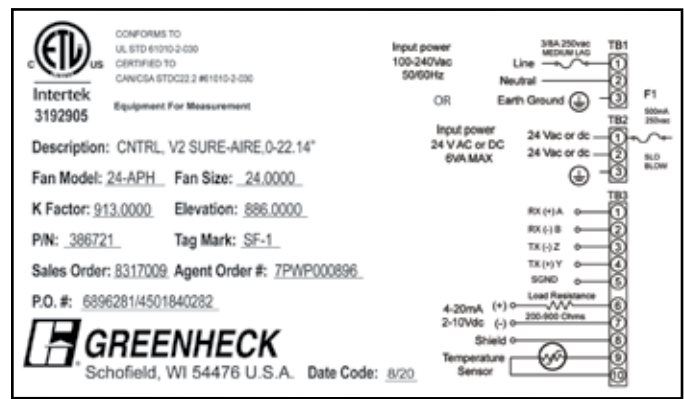 c ETL us
Intertek
3192905
CONFORMS TO
UL STD 61010-2-030
CERTIFIED TO
CAN/CSA STDC22.2 #61010-2-030
Equipment For Measurement
Description: CNTRL, V2 SURE-AIRE,0-22.14"
Fan Model: 24-APH Fan Size: 24.0000
K Factor: 913.0000 Elevation: 886.0000
P/N: 386721 Tag Mark: SF-1
Sales Order: 8317009 Agent Order #: 7PWP000896
P.O. #: 6896281/4501840282
GREENHECK
Schofield, WI 54476 U.S.A. Date Code: 8/20
Input power
100-240Vac
50/60Hz
OR
Input power
24 V AC or DC
6VA MAX
3/8A 250vac
MEDIUM LAG
TB1
Line 1
Neutral 2
Earth Ground 3
F1
500mA
250vac
SLO
BLOW
TB2
24 Vac or dc 1
24 Vac or dc 2
3
TB3
RX (+) A 1
RX (-) B 2
TX (-) Z 3
TX (+) Y 4
SGND 5
Load Resistance
4-20mA (+) 6
2-10Vdc (-) 200-900 Ohms 7
Shield 8
Temperature 9
Sensor 10